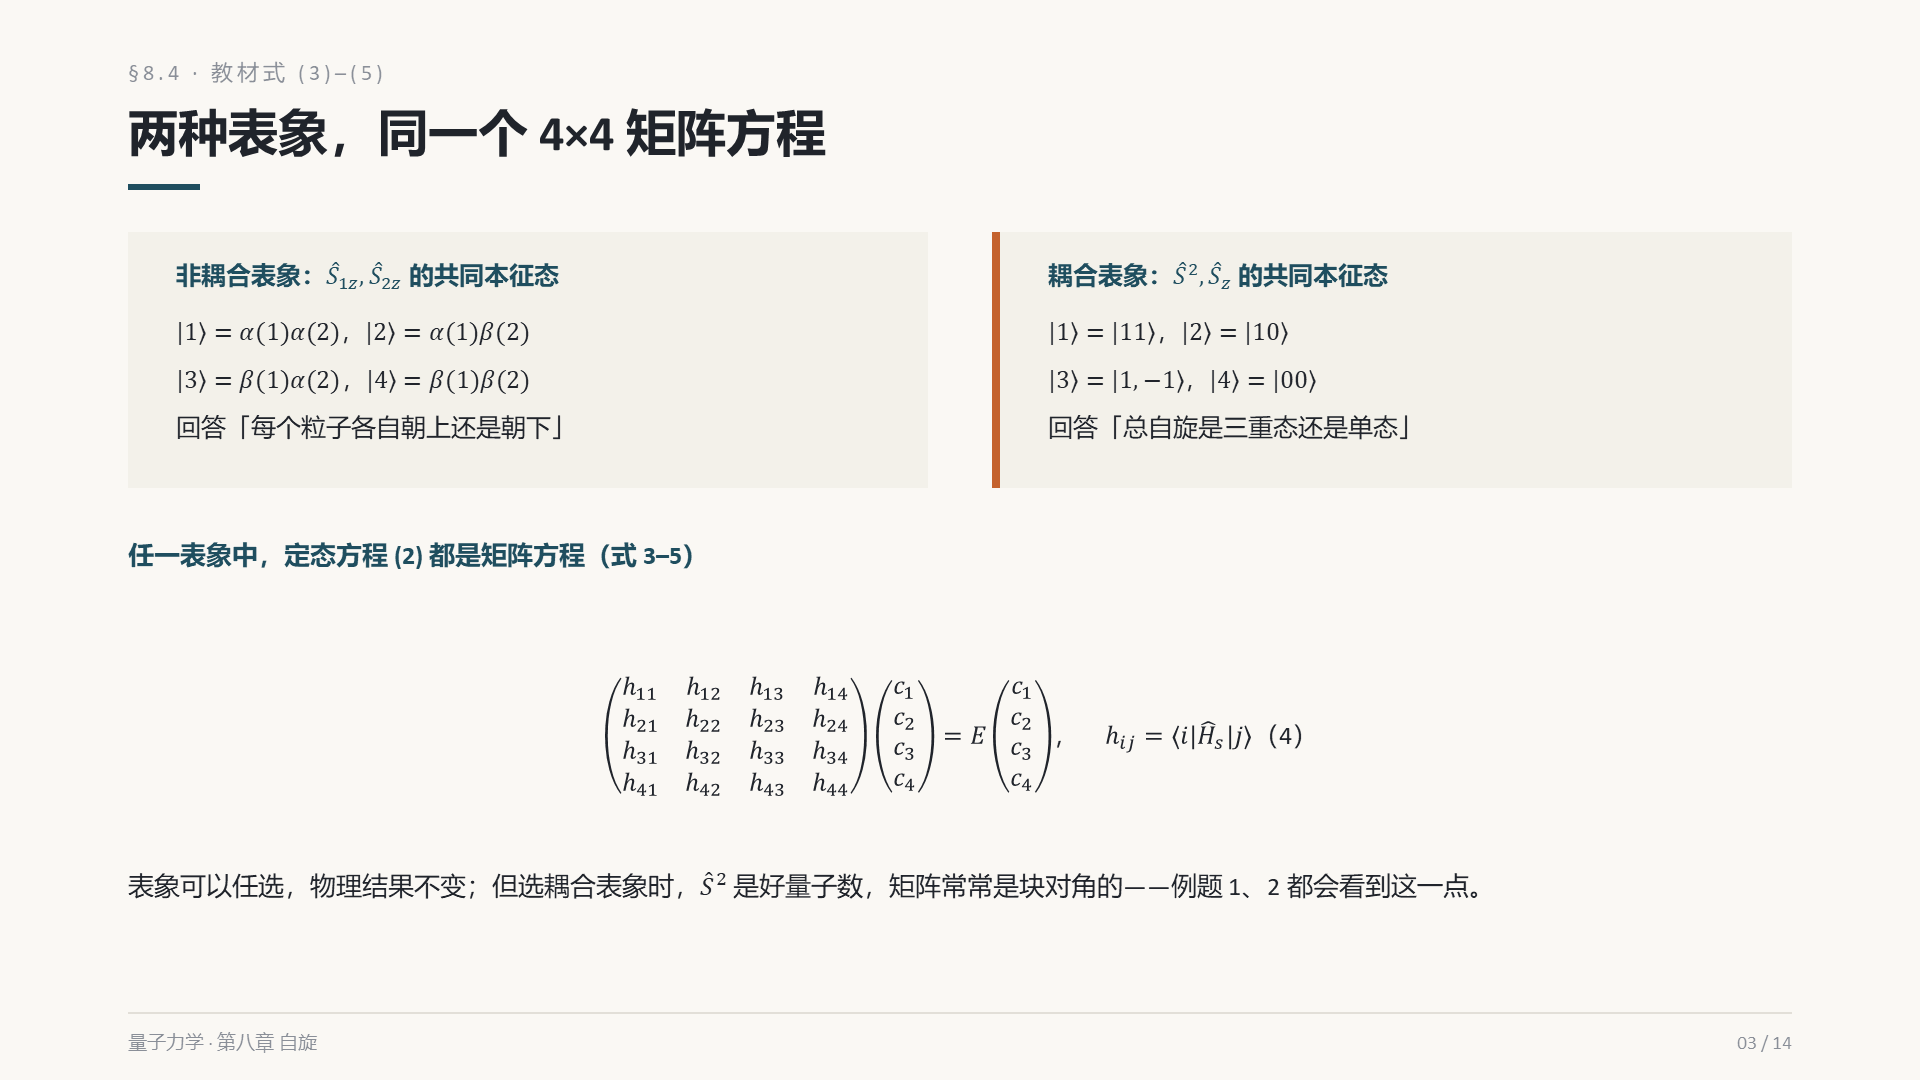 §8.4 · 教材式 (3)–(5)
两种表象，同一个 4×4 矩阵方程
非耦合表象：Ŝ₁z, Ŝ₂z 的共同本征态
|1⟩ = α(1)α(2)，|2⟩ = α(1)β(2)
|3⟩ = β(1)α(2)，|4⟩ = β(1)β(2)
回答「每个粒子各自朝上还是朝下」
耦合表象：Ŝ², Ŝz 的共同本征态
|1⟩ = |11⟩，|2⟩ = |10⟩
|3⟩ = |1, −1⟩，|4⟩ = |00⟩
回答「总自旋是三重态还是单态」
任一表象中，定态方程 (2) 都是矩阵方程（式 3–5）
(h₁₁ h₁₂ h₁₃ h₁₄) (c₁) (c₁)
(h₂₁ h₂₂ h₂₃ h₂₄) (c₂) (c₂)
= E , hᵢⱼ = ⟨i|Ĥₛ|j⟩（4）
(h₃₁ h₃₂ h₃₃ h₃₄) (c₃) (c₃)
(h₄₁ h₄₂ h₄₃ h₄₄) (c₄) (c₄)
表象可以任选，物理结果不变；但选耦合表象时，Ŝ² 是好量子数，矩阵常常是块对角的——例题 1、2 都会看到这一点。
量子力学 · 第八章 自旋
03 / 14